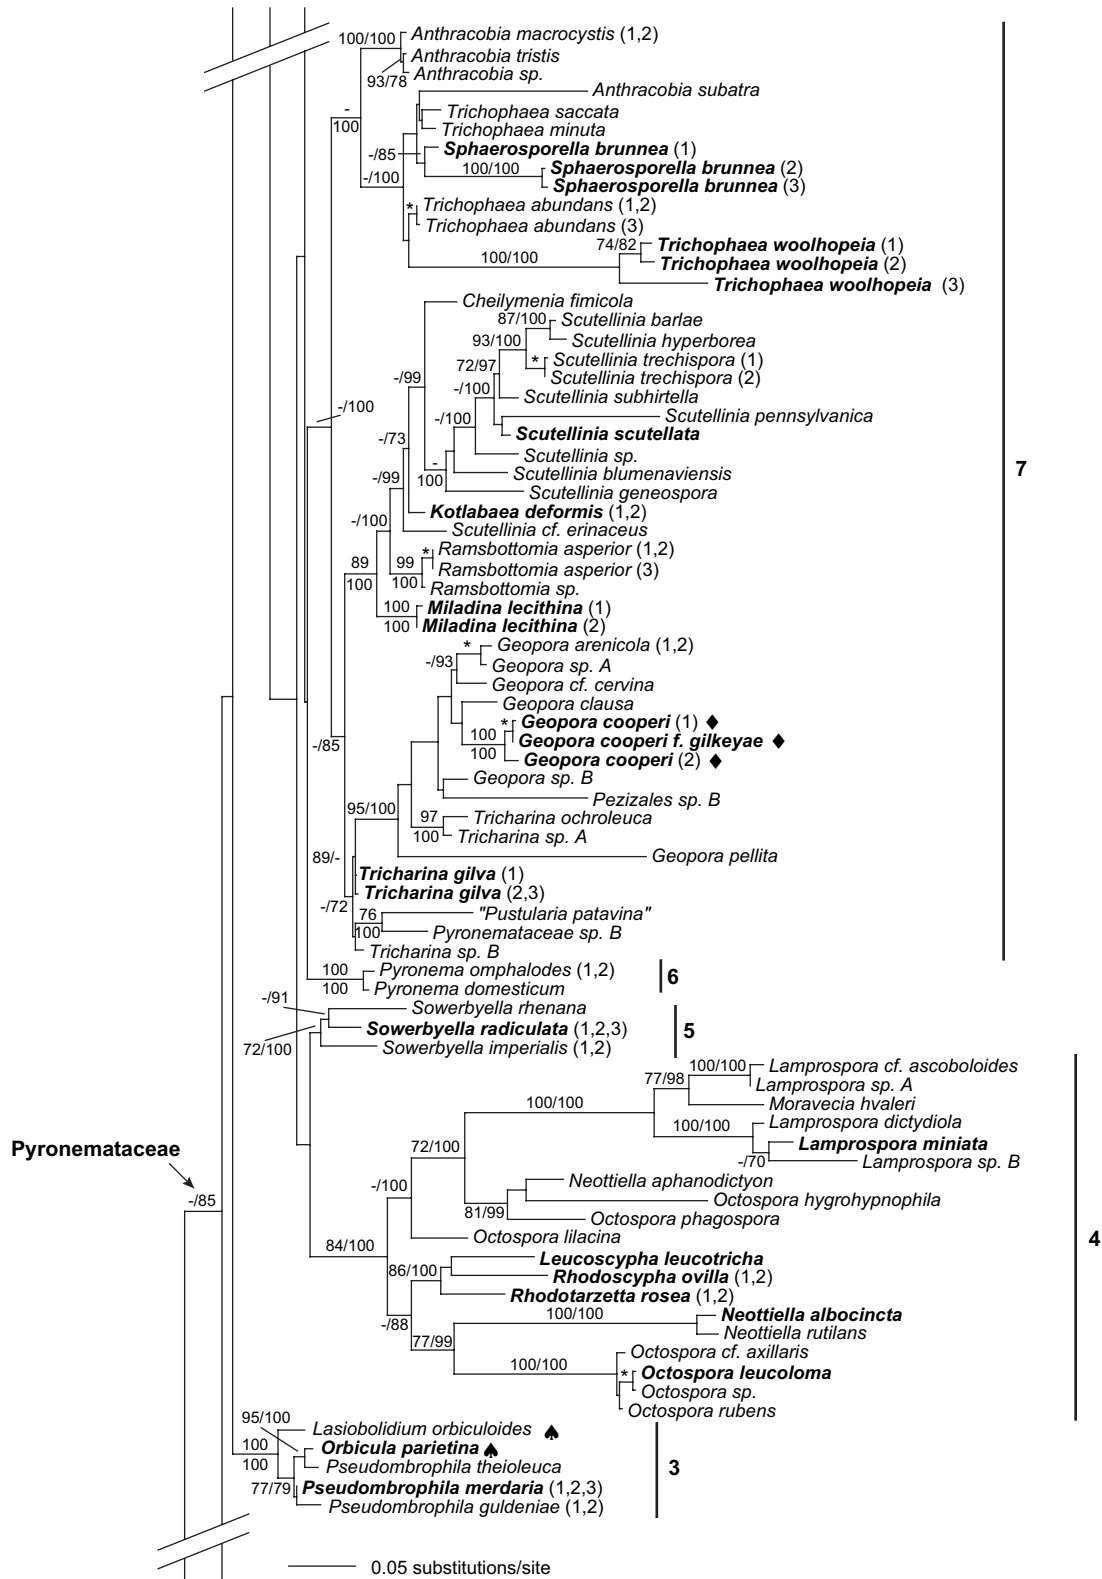 100/100
Anthracobia macrocystis (1,2)
Anthracobia tristis
93/78
Anthracobia sp.
Anthracobia subatra
-
100
Trichophaea saccata
Trichophaea minuta
-/85
Sphaerosporella brunnea (1)
100/100
Sphaerosporella brunnea (2)
-/100
Sphaerosporella brunnea (3)
*
Trichophaea abundans (1,2)
Trichophaea abundans (3)
74/82
Trichophaea woolhopeia (1)
100/100
Trichophaea woolhopeia (2)
Trichophaea woolhopeia (3)
Cheilymenia fimicola
87/100
Scutellinia barlae
93/100
Scutellinia hyperborea
*
Scutellinia trechispora (1)
72/97
Scutellinia trechispora (2)
-/99
-/100
Scutellinia subhirtella
-/100
-/100
Scutellinia pennsylvanica
Scutellinia scutellata
-/73
Scutellinia sp.
-
100
Scutellinia blumenaviensis
7
-/99
Scutellinia geneospora
Kotlabaea deformis (1,2)
-/100
Scutellinia cf. erinaceus
*
Ramsbottomia asperior (1,2)
89
100
99
100
Ramsbottomia asperior (3)
Ramsbottomia sp.
100
100
Miladina lecithina (1)
Miladina lecithina (2)
*
Geopora arenicola (1,2)
-/93
Geopora sp. A
Geopora cf. cervina
Geopora clausa
*
Geopora cooperi (1) ♦
100
100
Geopora cooperi f. gilkeyae ♦
-/85
Geopora cooperi (2) ♦
Geopora sp. B
Pezizales sp. B
95/100
97
100
Tricharina ochroleuca
Tricharina sp. A
89/-
Geopora pellita
Tricharina gilva (1)
Tricharina gilva (2,3)
-/72
76
100
"Pustularia patavina"
Pyronemataceae sp. B
Tricharina sp. B
100
100
Pyronema omphalodes (1,2)
6
Pyronema domesticum
-/91
Sowerbyella rhenana
Sowerbyella radiculata (1,2,3)
5
72/100
Sowerbyella imperialis (1,2)
100/100
Lamprospora cf. ascoboloides
77/98
Lamprospora sp. A
100/100
Moravecia hvaleri
100/100
Lamprospora dictydiola
Pyronemataceae
72/100
Lamprospora miniata
-/70
Lamprospora sp. B
-/100
Neottiella aphanodictyon
-/85
Octospora hygrohypnophila
81/99
Octospora phagospora
Octospora lilacina
4
84/100
Leucoscypha leucotricha
86/100
Rhodoscypha ovilla (1,2)
Rhodotarzetta rosea (1,2)
100/100
Neottiella albocincta
-/88
Neottiella rutilans
77/99
Octospora cf. axillaris
100/100
*
Octospora leucoloma
Octospora sp.
Octospora rubens
95/100
Lasiobolidium orbiculoides ♠
100
100
Orbicula parietina ♠
Pseudombrophila theioleuca
3
77/79
Pseudombrophila merdaria (1,2,3)
Pseudombrophila guldeniae (1,2)
0.05 substitutions/site